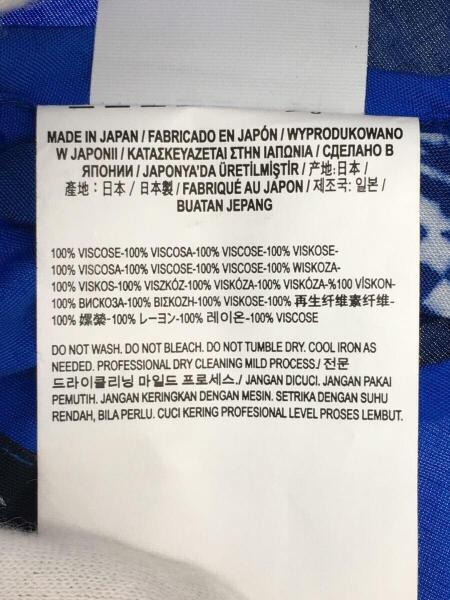 MADE IN JAPAN / FABRICADO EN JAPÓN / WYPRODUKOWANO
W JAPONII / ΚΑΤΑΣΚΕΥΑΖΕΤΑΙ ΣΤΗΝ ΙΑΠΩΝΙΑ / СДЕЛАНО В
ЯПОНИИ / JAPONYA'DA ÜRETİLMİŞTİR / 产地:日本 /
產地：日本 / 日本製 / FABRIQUÉ AU JAPON / 제조국: 일본 /
BUATAN JEPANG
100% VISCOSE-100% VISCOSA-100% VISCOSE-100% VISKOSE-
100% VISCOSA-100% VISCOSE-100% WISKOZA-
100% VISKOS-100% VISZKÓZ-100% VISKÓZA-100% VISKÓZA-%100 VİSKON-
100% ВИСКОЗА-100% ΒΙΣΚΟΖΗ-100% VISKOSE-100% 再生纤维素纤维-
100% 嫘縈-100% レーヨン-100% 레이온-100% VISCOSE
DO NOT WASH. DO NOT BLEACH. DO NOT TUMBLE DRY. COOL IRON AS
NEEDED. PROFESSIONAL DRY CLEANING MILD PROCESS./ 전문
드라이클리닝 마일드 프로세스./ JANGAN DICUCI. JANGAN PAKAI
PEMUTIH. JANGAN KERINGKAN DENGAN MESIN. SETRIKA DENGAN SUHU
RENDAH, BILA PERLU. CUCI KERING PROFESIONAL LEVEL PROSES LEMBUT.